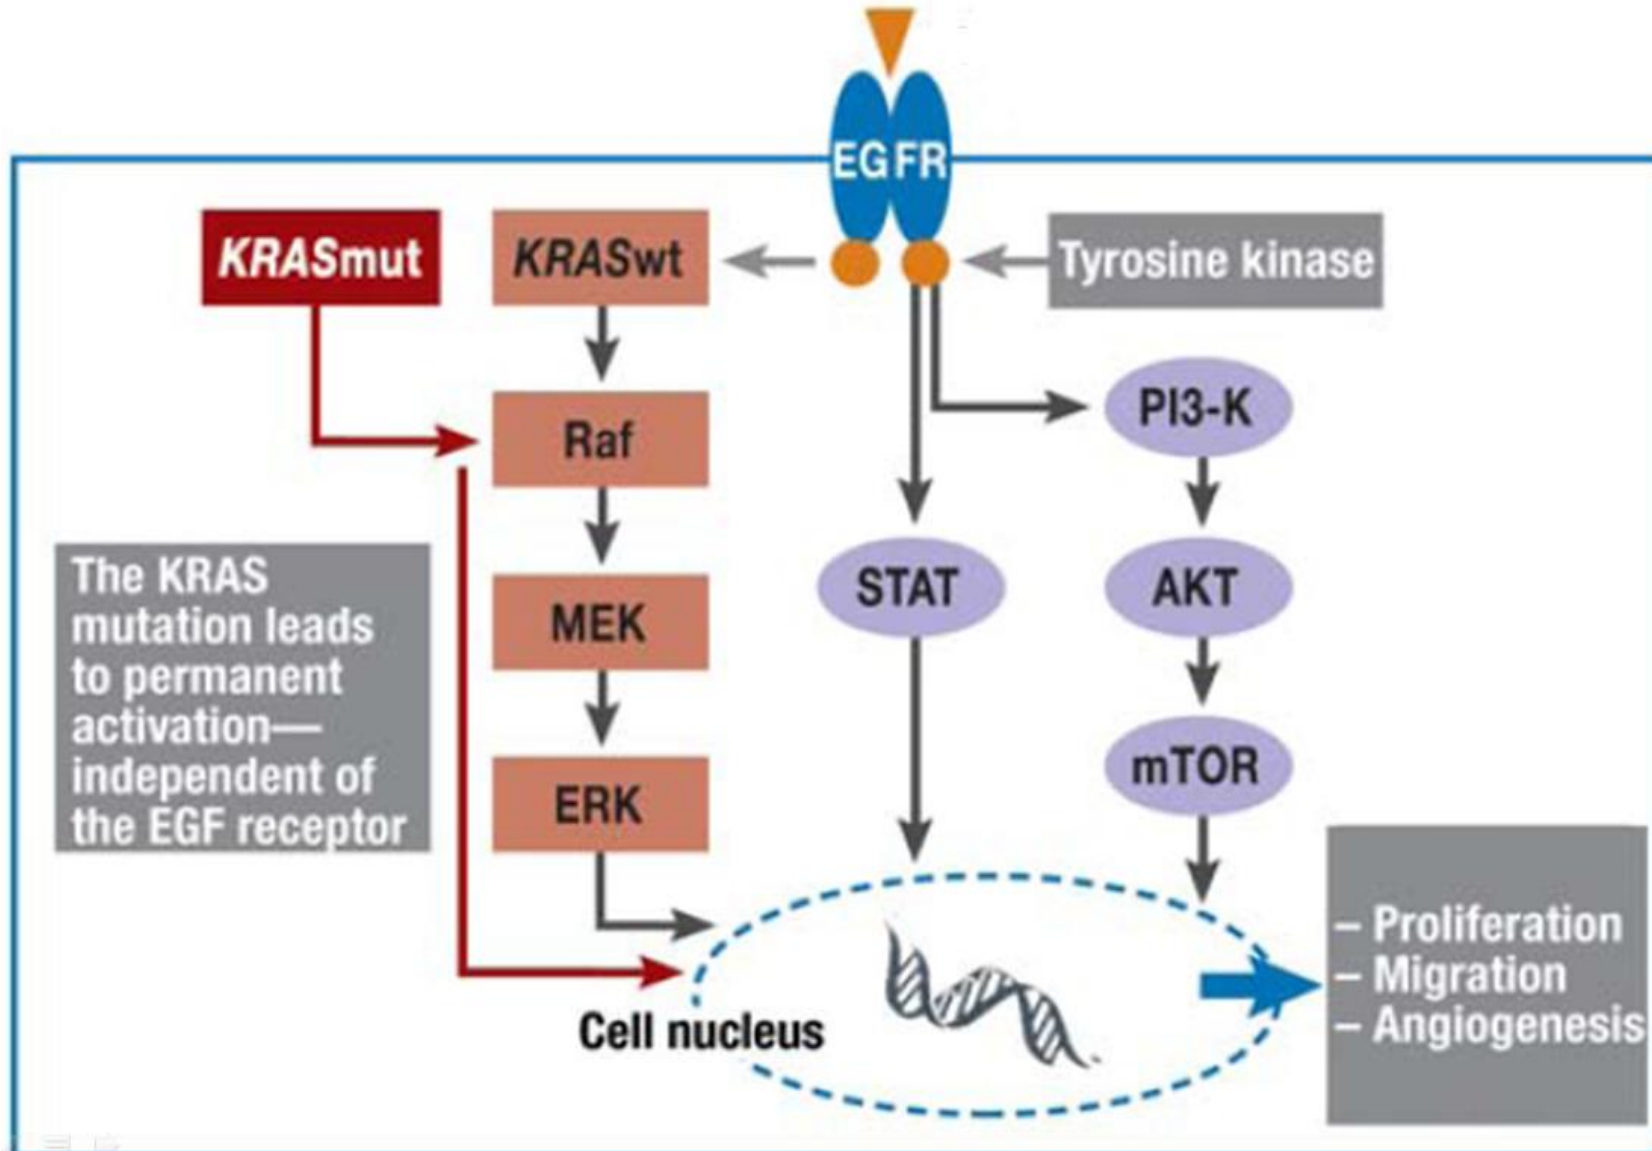 EGFR
KRASmut
KRASwt
Tyrosine kinase
Raf
PI3-K
The KRAS
mutation leads
to permanent
activation—
independent of
the EGF receptor
MEK
STAT
AKT
ERK
mTOR
Cell nucleus
– Proliferation
– Migration
– Angiogenesis